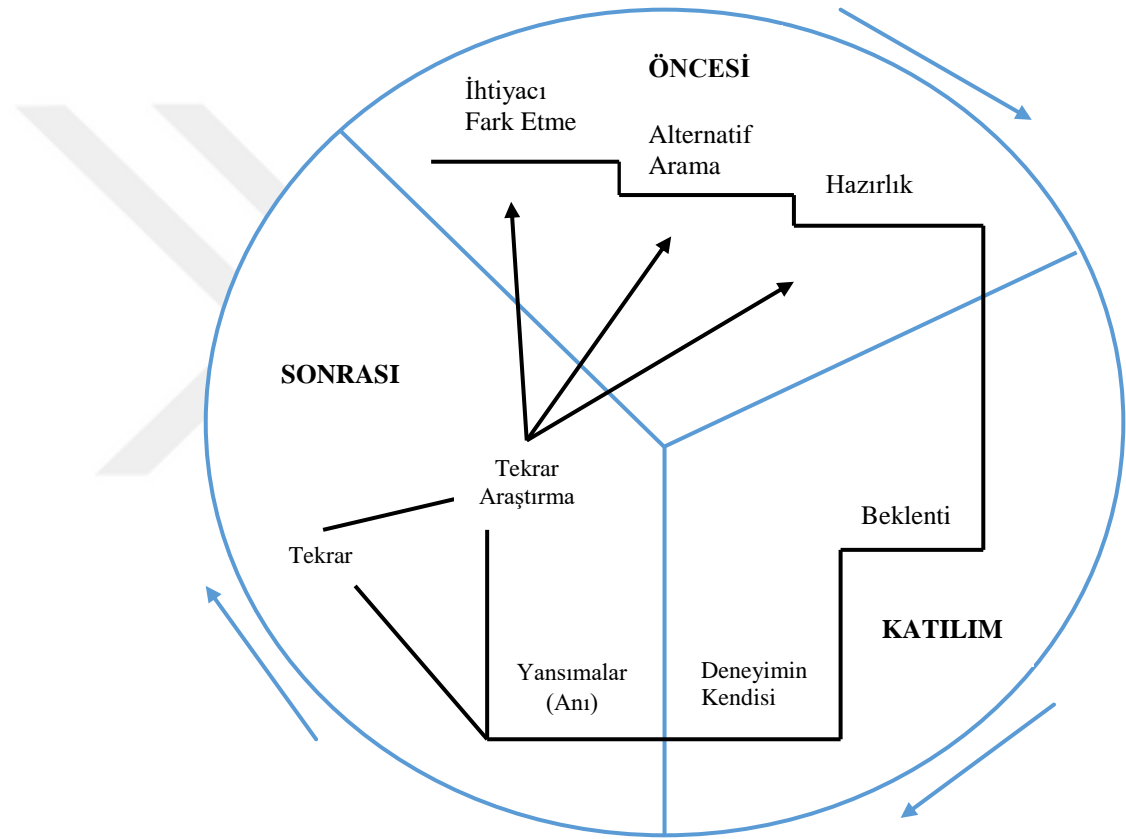 ÖNCESİ
İhtiyacı
Fark Etme
Alternatif
Arama
Hazırlık
SONRASI
Tekrar
Araştırma
Tekrar
Beklenti
KATILIM
Yansımalar
(Anı)
Deneyimin
Kendisi